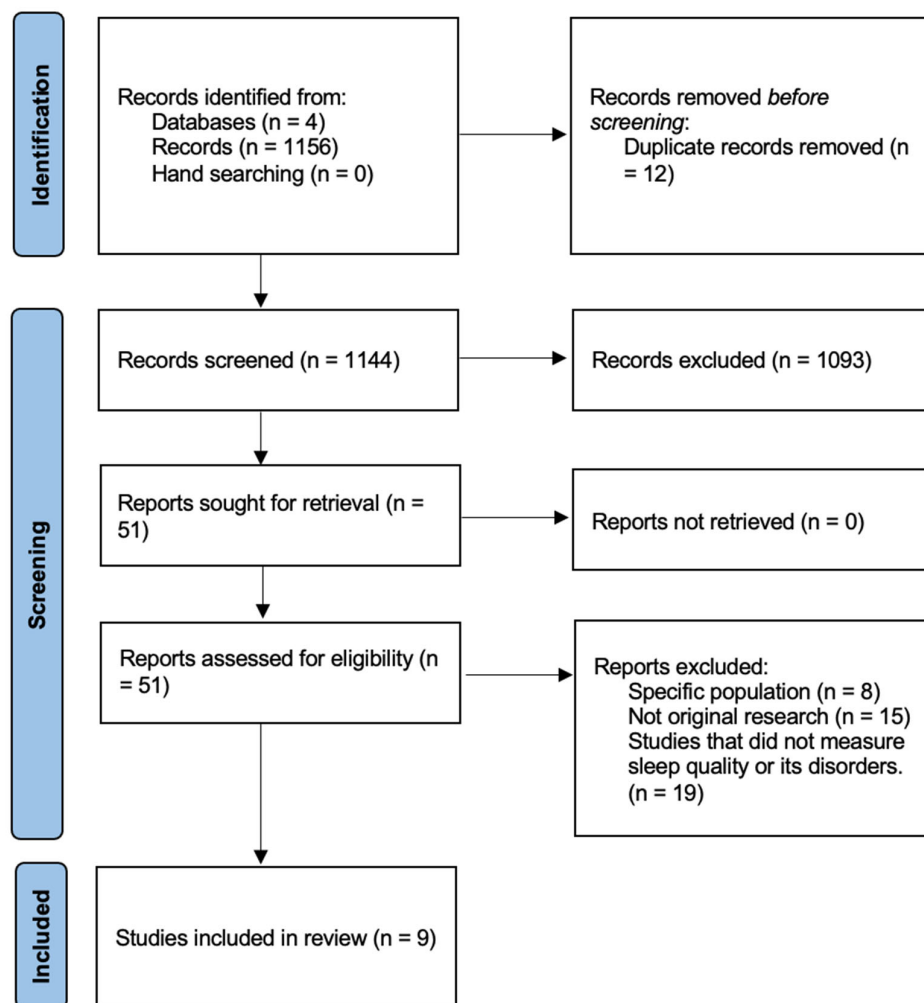 Identification
Records identified from:
Databases (n = 4)
Records (n = 1156)
Hand searching (n = 0)
Records removed before
screening:
Duplicate records removed (n
= 12)
Screening
Records screened (n = 1144)
Records excluded (n = 1093)
Reports sought for retrieval (n =
51)
Reports not retrieved (n = 0)
Reports assessed for eligibility (n
= 51)
Reports excluded:
Specific population (n = 8)
Not original research (n = 15)
Studies that did not measure
sleep quality or its disorders.
(n = 19)
Included
Studies included in review (n = 9)